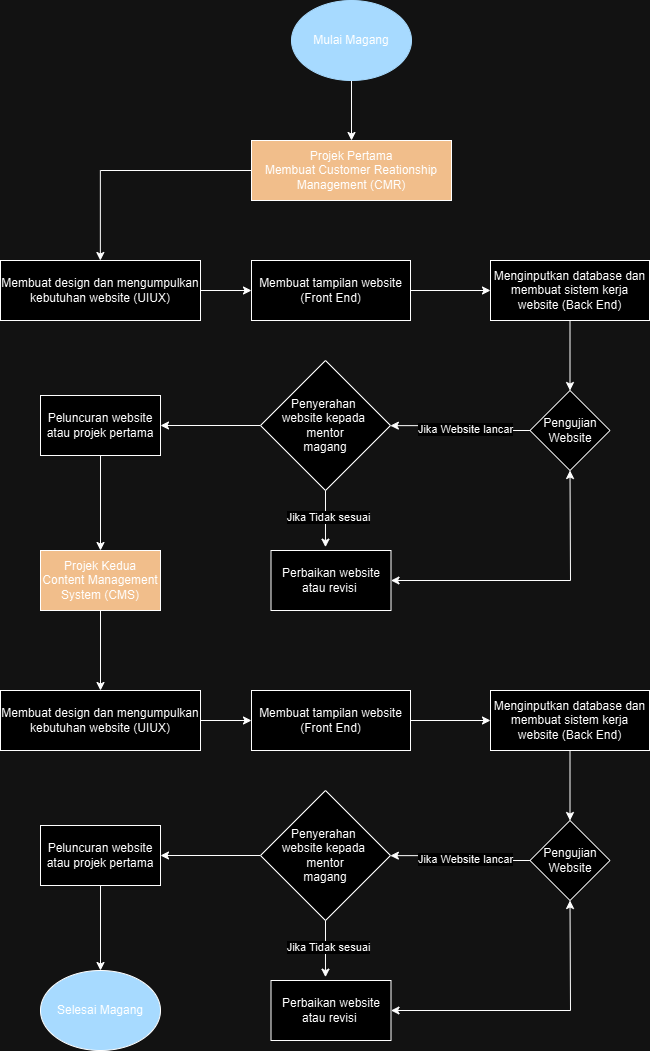 Mulai Magang
Projek Pertama
Membuat Customer Reationship
Management (CMR)
Membuat design dan mengumpulkan
kebutuhan website (UIUX)
Membuat tampilan website
(Front End)
Menginputkan database dan
membuat sistem kerja
website (Back End)
Peluncuran website
atau projek pertama
Penyerahan
website kepada
mentor
magang
Jika Website lancar
Pengujian
Website
Jika Tidak sesuai
Projek Kedua
Content Management
System (CMS)
Perbaikan website
atau revisi
Membuat design dan mengumpulkan
kebutuhan website (UIUX)
Membuat tampilan website
(Front End)
Menginputkan database dan
membuat sistem kerja
website (Back End)
Peluncuran website
atau projek pertama
Penyerahan
website kepada
mentor
magang
Jika Website lancar
Pengujian
Website
Jika Tidak sesuai
Selesai Magang
Perbaikan website
atau revisi